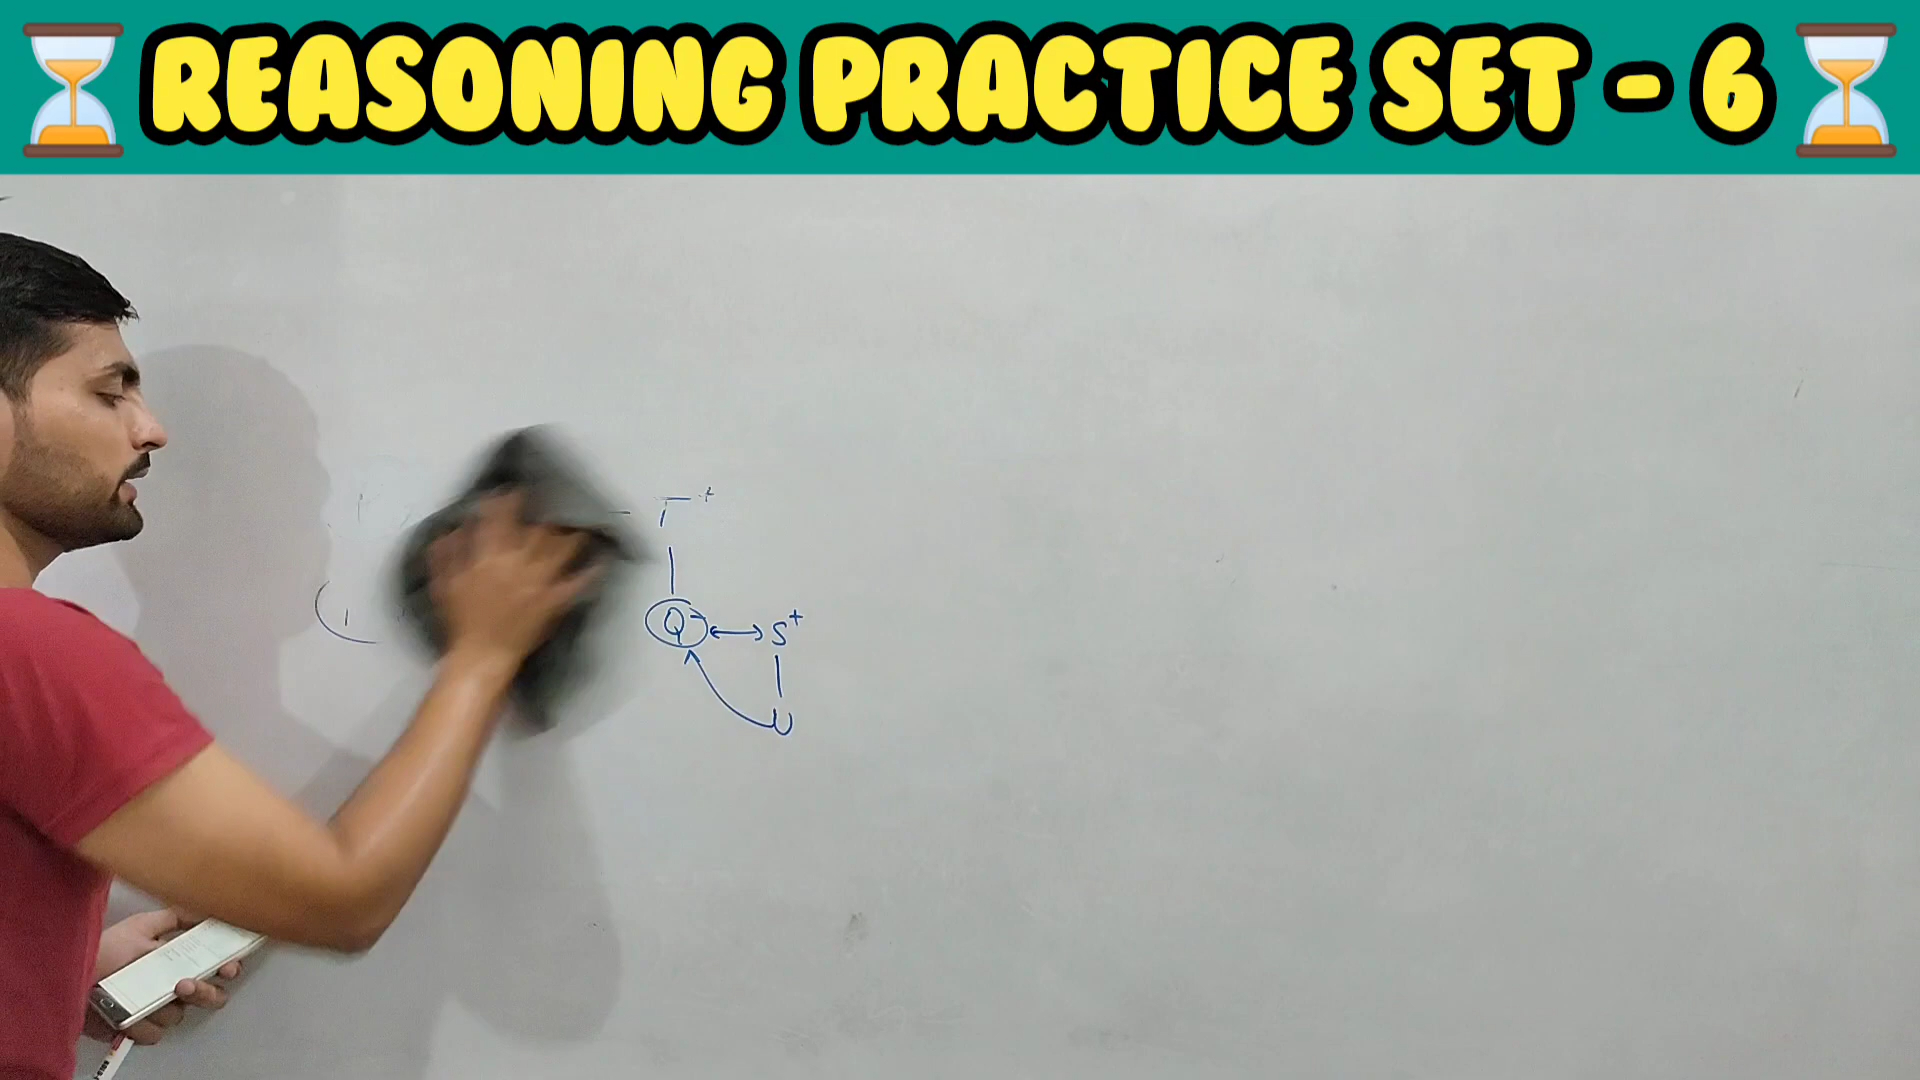 REASONING PRACTICE SET - 6
T +
Q - S +
U